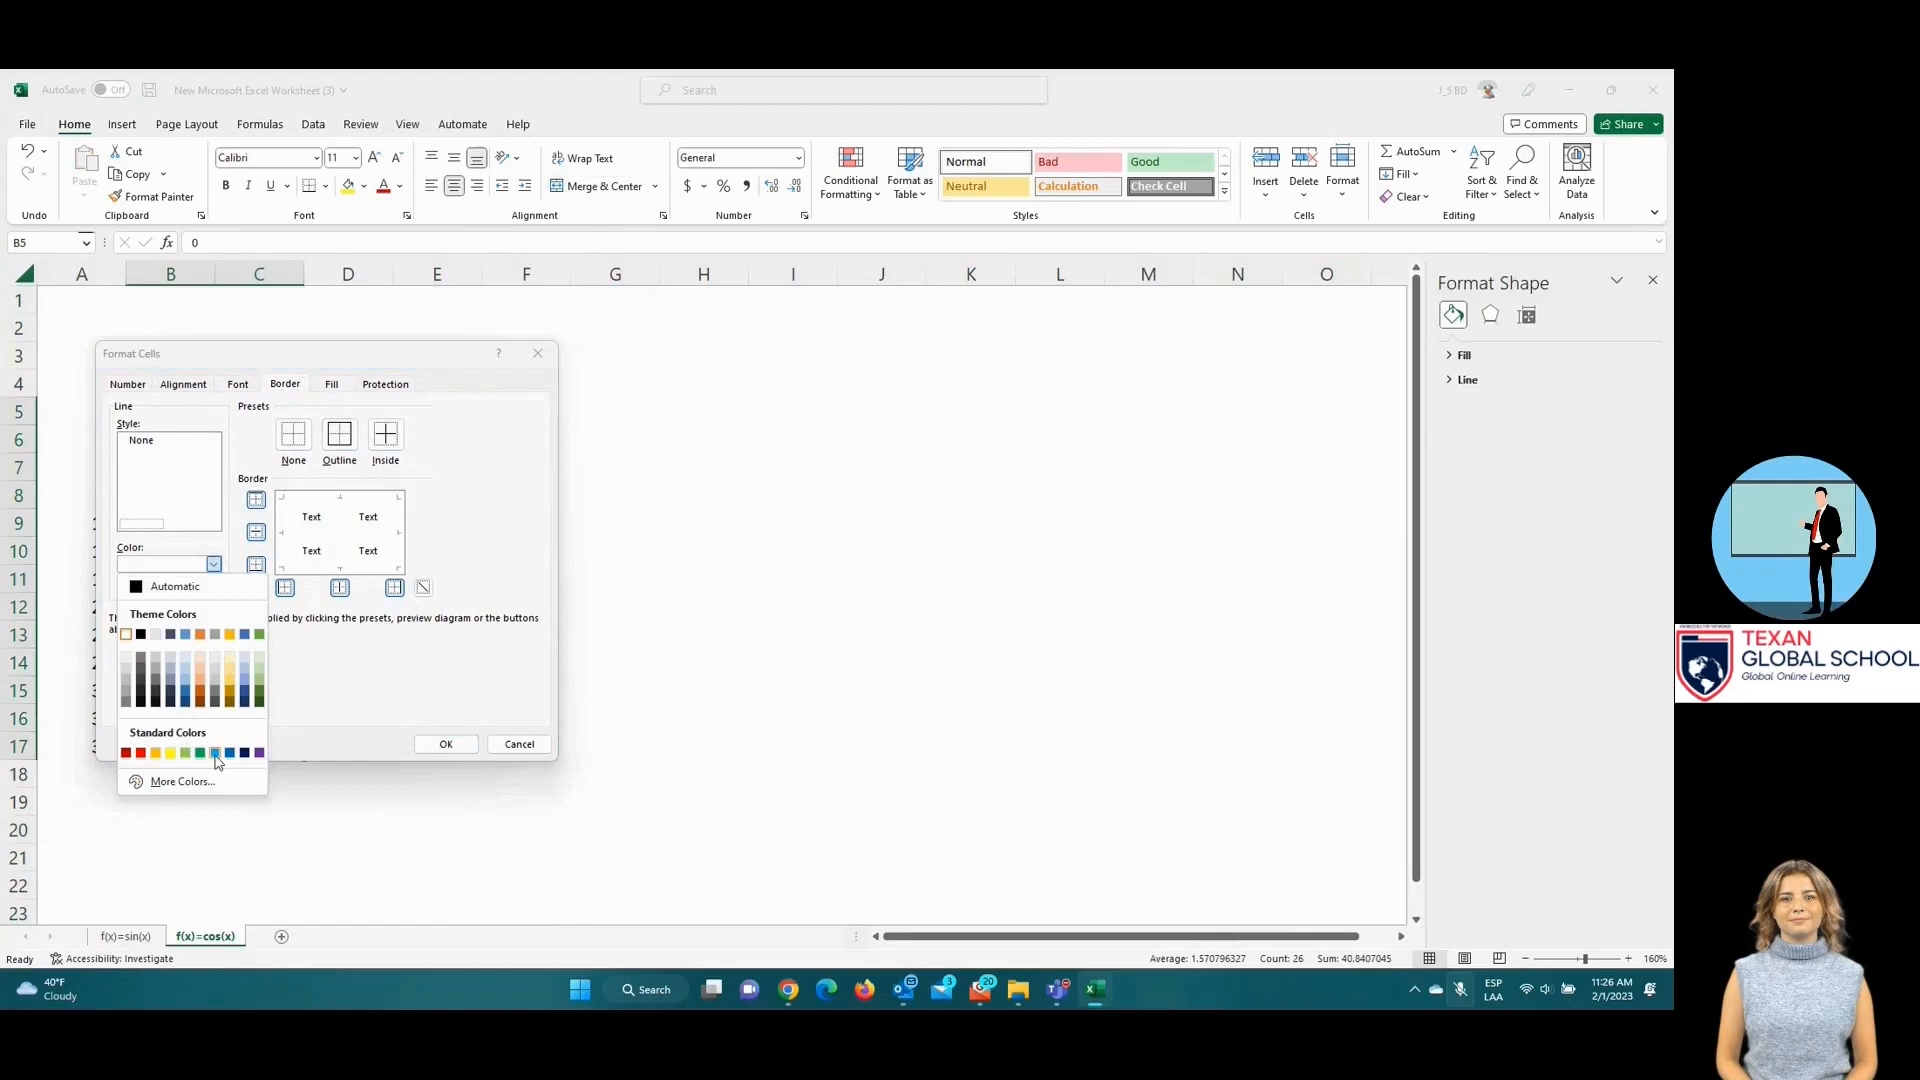 AutoSave Off New Microsoft Excel Worksheet (3) Search J_5 BD
File Home Insert Page Layout Formulas Data Review View Automate Help Comments Share
Cut Calibri 11 Wrap Text General Normal Bad Good AutoSum
Paste Copy Conditional Formatting Format as Table Insert Delete Format Fill Sort & Filter Find & Select Analyze Data
Format Painter B I U A Merge & Center $ % Neutral Calculation Check Cell Clear
Undo Clipboard Font Alignment Number Styles Cells Editing Analysis
B5 fx 0
A B C D E F G H I J K L M N O
1
2
3
4
5
6
7
8
9
10
11
12
13
14
15
16
17
18
19
20
21
22
23
Format Cells ?
Number Alignment Font Border Fill Protection
Line Presets
Style:
None
None Outline Inside
Border
Text Text
Text Text
Color:
Automatic
plied by clicking the presets, preview diagram or the buttons
Theme Colors
Standard Colors
OK Cancel
More Colors...
Format Shape
Fill
Line
f(x)=sin(x) f(x)=cos(x)
Ready Accessibility: Investigate Average: 1.570796327 Count: 26 Sum: 40.8407045 160%
40°F
Cloudy
Search 3 20
ESP
LAA
11:26 AM
2/1/2023
TEXAN
GLOBAL SCHOOL
Global Online Learning